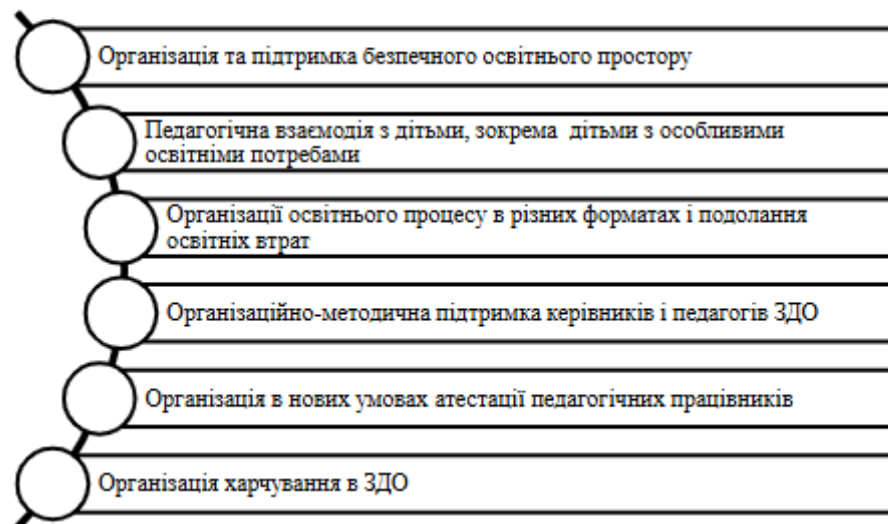 Організація та підтримка безпечного освітнього простору
Педагогічна взаємодія з дітьми, зокрема  дітьми з особливими
освітніми потребами
Організації освітнього процесу в різних форматах і подолання
освітніх втрат
Організаційно-методична підтримка керівників і педагогів ЗДО
Організація в нових умовах атестації педагогічних працівників
Організація харчування в ЗДО